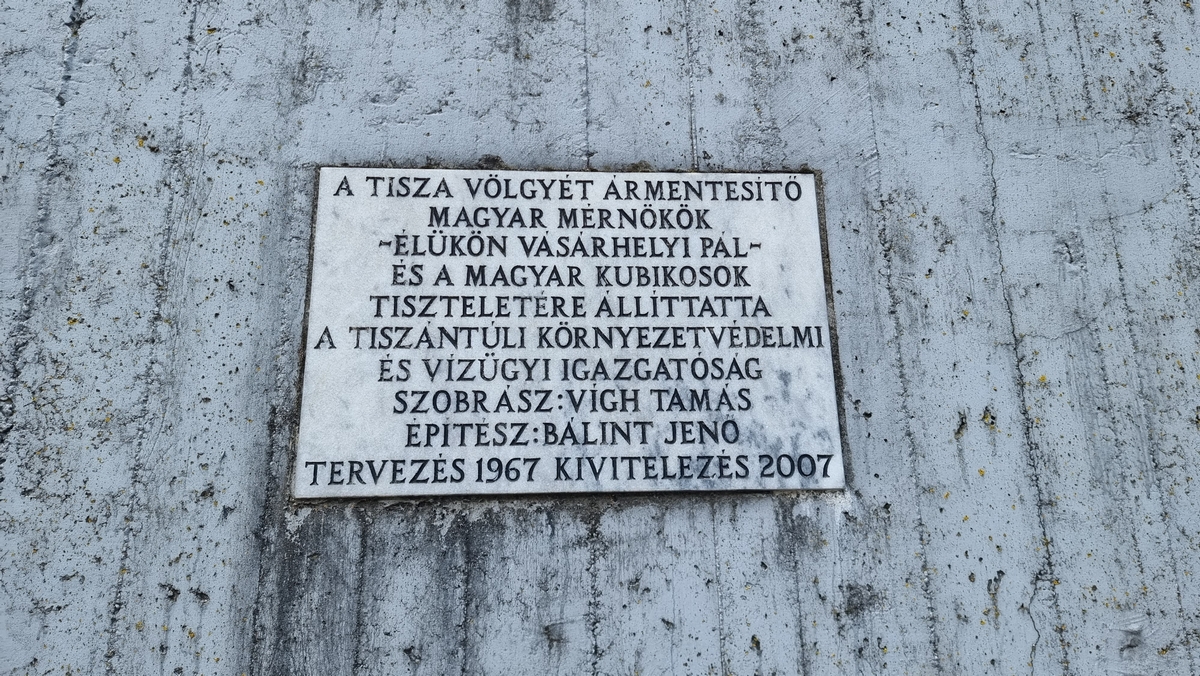 A TISZA VÖLGYÉT ÁRMENTESÍTŐ
MAGYAR MÉRNÖKÖK
~ÉLÜKÖN VÁSÁRHELYI PÁL~
ÉS A MAGYAR KUBIKOSOK
TISZTELETÉRE ÁLLÍTTATTA
A TISZÁNTÚLI KÖRNYEZETVÉDELMI
ÉS VÍZÜGYI IGAZGATÓSÁG
SZOBRÁSZ:VÍGH TAMÁS
ÉPÍTÉSZ:BÁLINT JENŐ
TERVEZÉS 1967 KIVITELEZÉS 2007